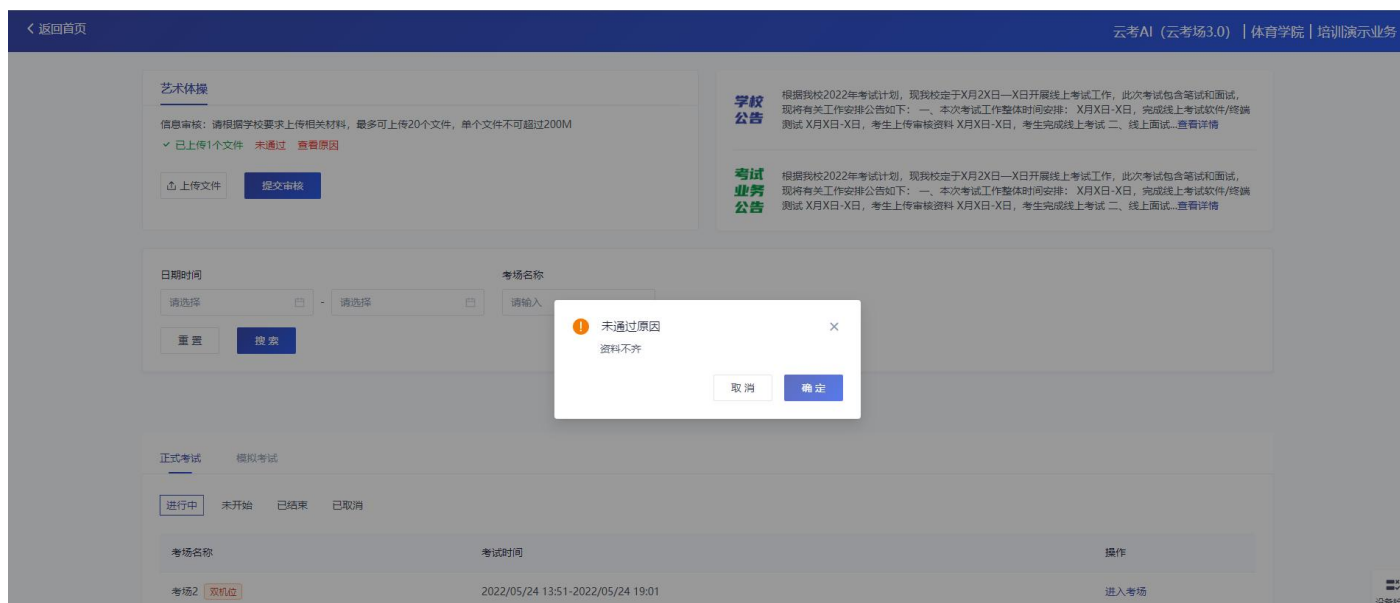 返回首页
云考AI（云考场3.0）｜体育学院｜培训演示业务
艺术体操
信息审核：请根据学校要求上传相关材料，最多可上传20个文件，单个文件不可超过200M
已上传1个文件 未通过 查看原因
上传文件 提交审核
学校
公告
根据我校2022年考试计划，现我校定于X月2X日—X日开展线上考试工作，此次考试包含笔试和面试，
现将有关工作安排公告如下： 一、本次考试工作整体时间安排： X月X日-X日，完成线上考试软件/终端
测试 X月X日-X日，考生上传审核资料 X月X日-X日，考生完成线上考试 二、线上面试...查看详情
考试
业务
公告
根据我校2022年考试计划，现我校定于X月2X日—X日开展线上考试工作，此次考试包含笔试和面试，
现将有关工作安排公告如下： 一、本次考试工作整体时间安排： X月X日-X日，完成线上考试软件/终端
测试 X月X日-X日，考生上传审核资料 X月X日-X日，考生完成线上考试 二、线上面试...查看详情
日期时间 考场名称
请选择 - 请选择 请输入
重置 搜索
未通过原因
资料不齐
取消 确定
正式考试 模拟考试
进行中 未开始 已结束 已取消
考场名称 考试时间 操作
考场2 双机位 2022/05/24 13:51-2022/05/24 19:01 进入考场